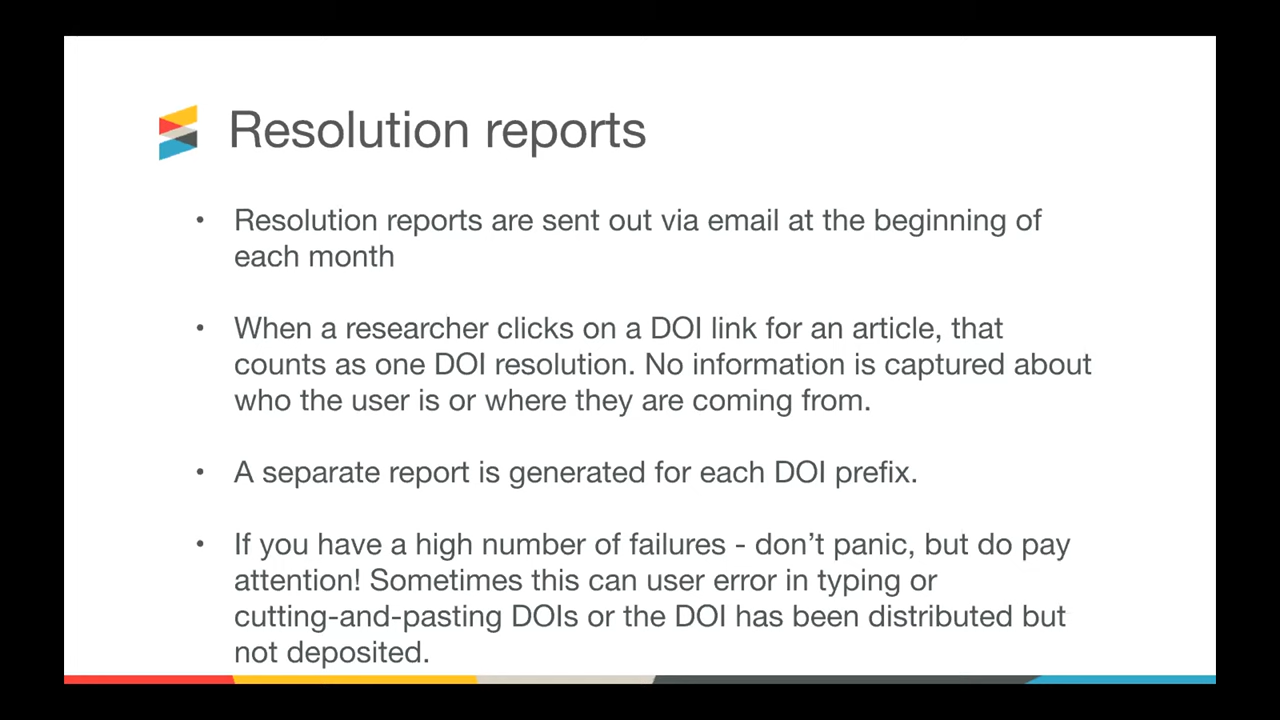 Resolution reports
• Resolution reports are sent out via email at the beginning of
each month
• When a researcher clicks on a DOI link for an article, that
counts as one DOI resolution. No information is captured about
who the user is or where they are coming from.
• A separate report is generated for each DOI prefix.
• If you have a high number of failures - don’t panic, but do pay
attention! Sometimes this can user error in typing or
cutting-and-pasting DOIs or the DOI has been distributed but
not deposited.